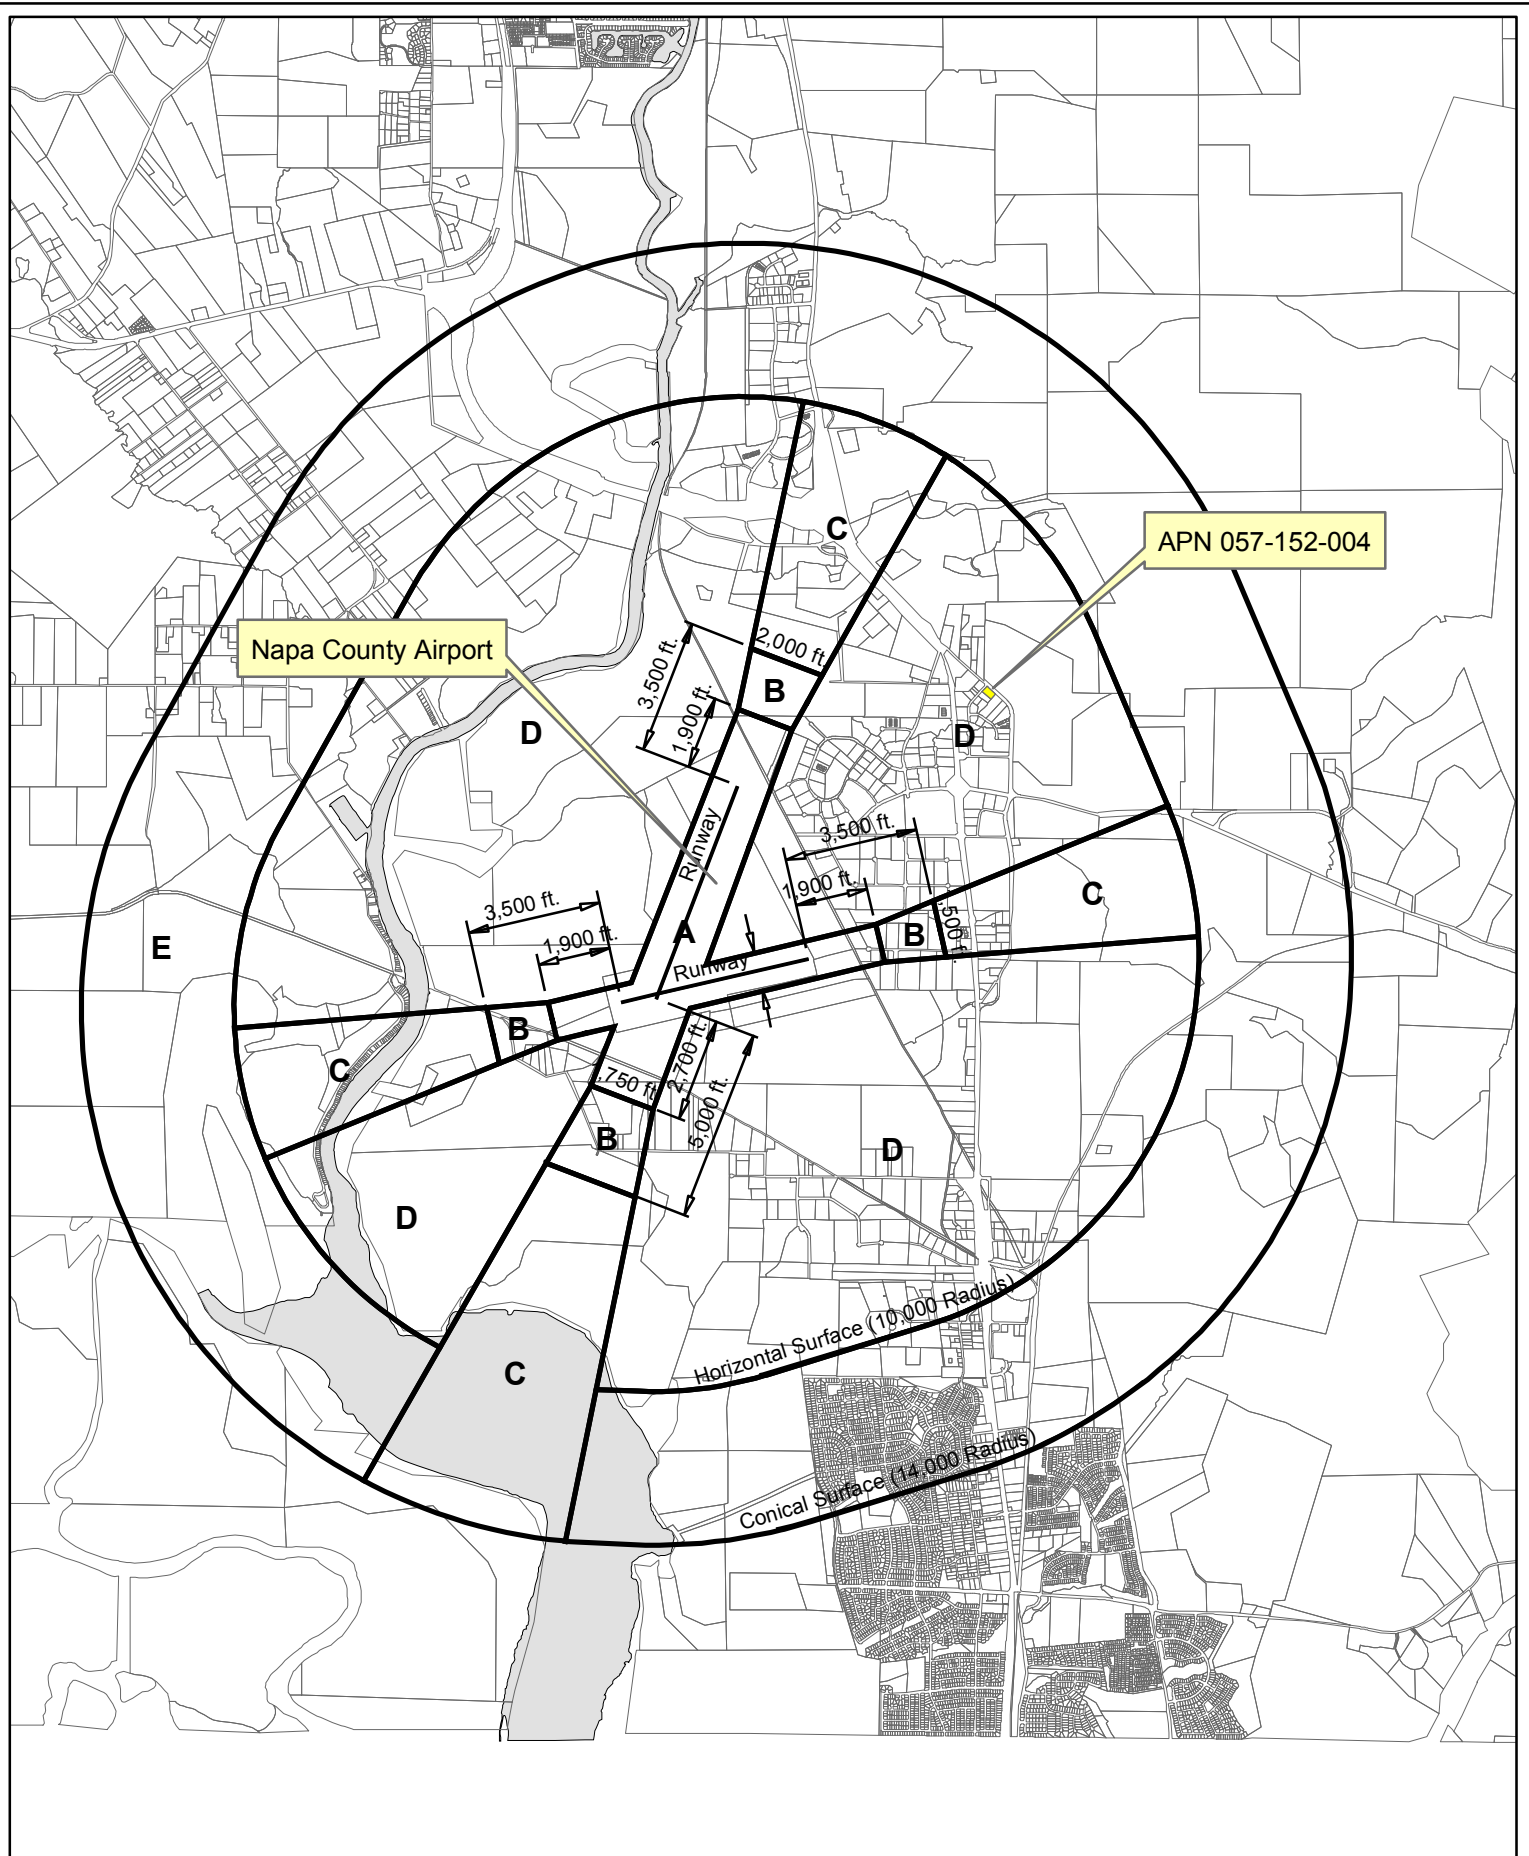 C
APN 057-152-004
Napa County Airport
2,000 ft.
3,500 ft.
B
1,900 ft.
D
D
Runway
3,500 ft.
1,900 ft.
C
3,500 ft.
1,900 ft.
A
B
,500 ft.
E
Runway
B
C
2,700 ft.
,750 ft
5,000 ft.
B
D
D
Horizontal Surface (10,000 Radius)
C
Conical Surface (14,000 Radius)